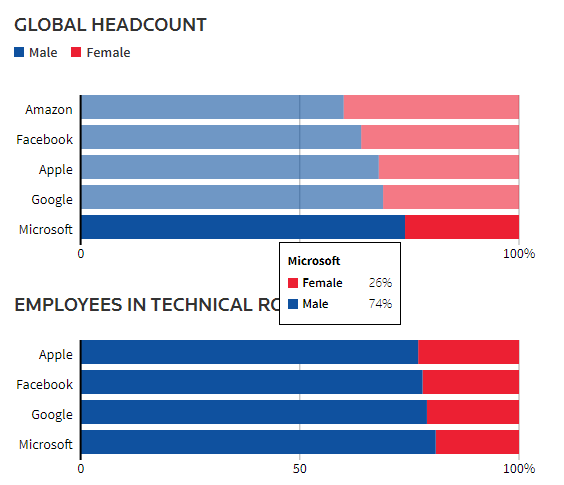 GLOBAL HEADCOUNT
Male Female
Amazon
Facebook
Apple
Google
Microsoft
0 100%
Microsoft
Female 26%
Male 74%
EMPLOYEES IN TECHNICAL
Apple
Facebook
Google
Microsoft
0 50 100%